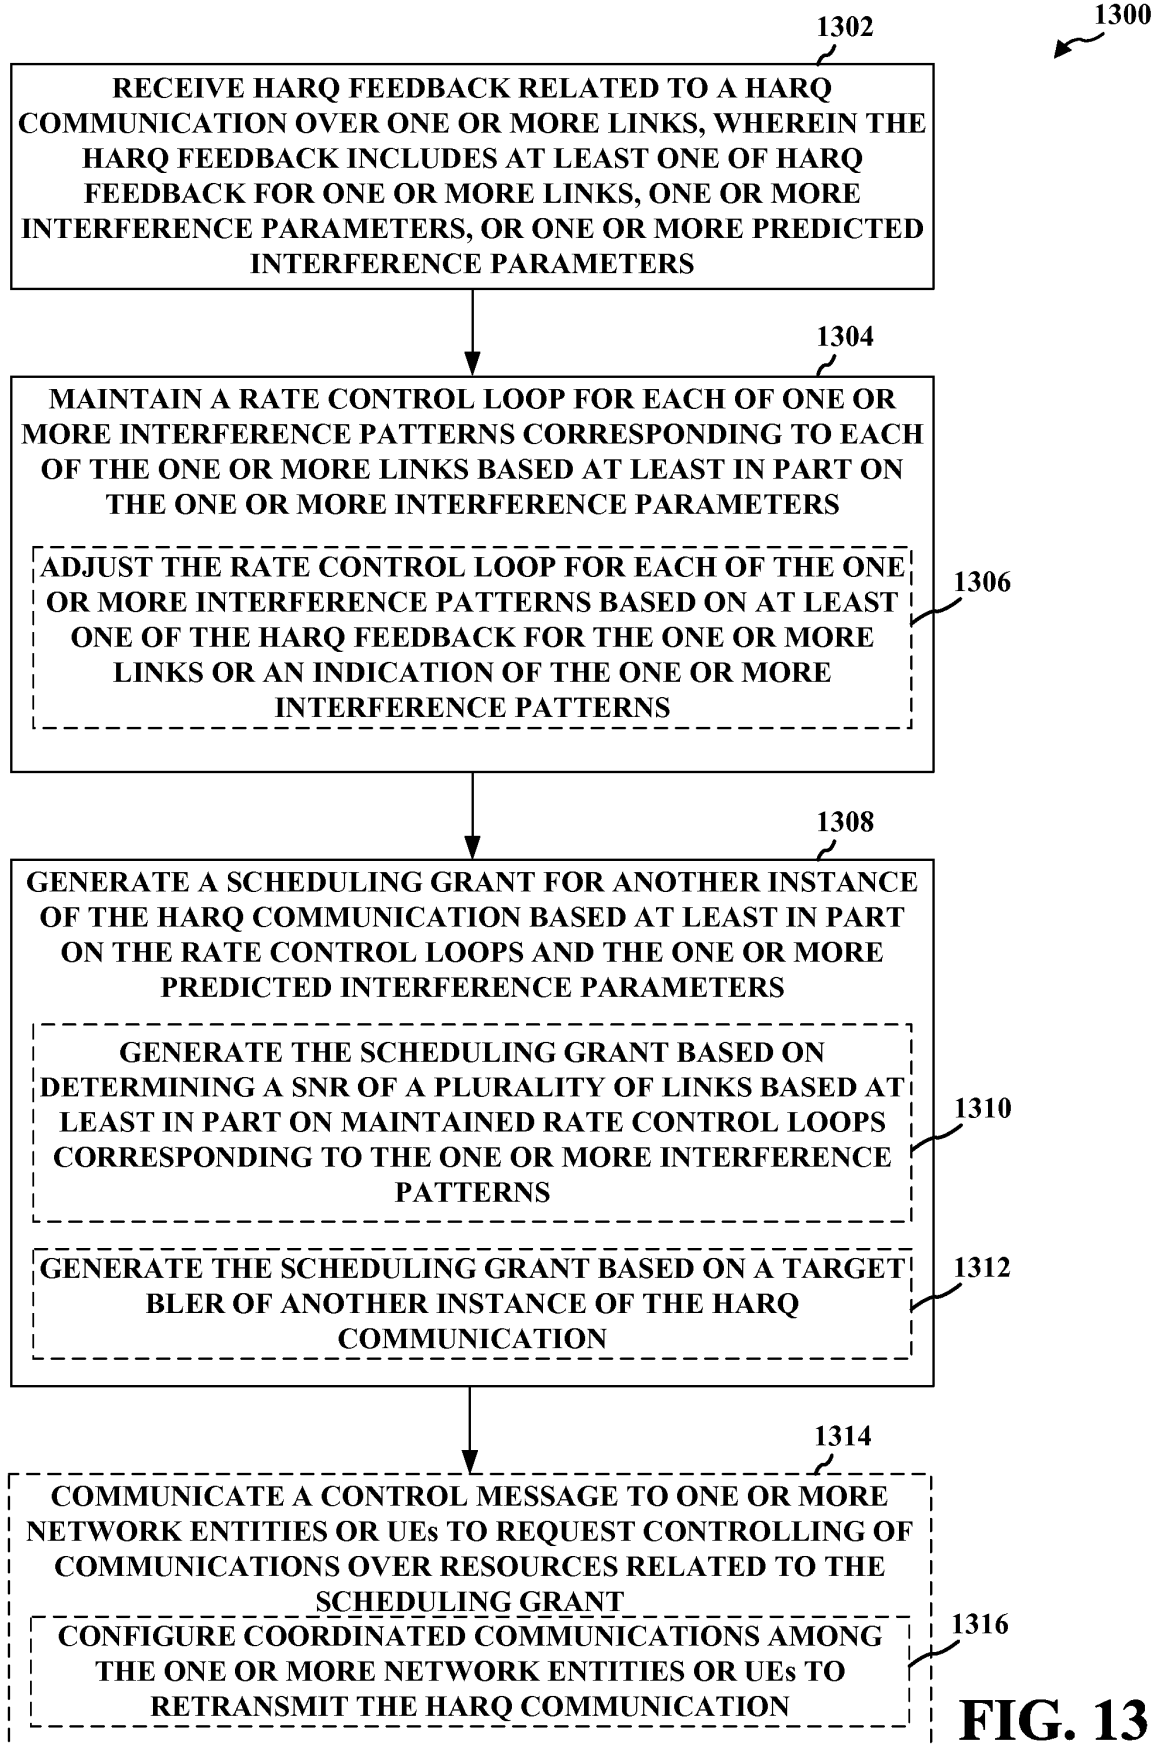 1300
1302
RECEIVE HARQ FEEDBACK RELATED TO A HARQ
COMMUNICATION OVER ONE OR MORE LINKS, WHEREIN THE
HARQ FEEDBACK INCLUDES AT LEAST ONE OF HARQ
FEEDBACK FOR ONE OR MORE LINKS, ONE OR MORE
INTERFERENCE PARAMETERS, OR ONE OR MORE PREDICTED
INTERFERENCE PARAMETERS
1304
MAINTAIN A RATE CONTROL LOOP FOR EACH OF ONE OR
MORE INTERFERENCE PATTERNS CORRESPONDING TO EACH
OF THE ONE OR MORE LINKS BASED AT LEAST IN PART ON
THE ONE OR MORE INTERFERENCE PARAMETERS
1306
ADJUST THE RATE CONTROL LOOP FOR EACH OF THE ONE
OR MORE INTERFERENCE PATTERNS BASED ON AT LEAST
ONE OF THE HARQ FEEDBACK FOR THE ONE OR MORE
LINKS OR AN INDICATION OF THE ONE OR MORE
INTERFERENCE PATTERNS
1308
GENERATE A SCHEDULING GRANT FOR ANOTHER INSTANCE
OF THE HARQ COMMUNICATION BASED AT LEAST IN PART
ON THE RATE CONTROL LOOPS AND THE ONE OR MORE
PREDICTED INTERFERENCE PARAMETERS
GENERATE THE SCHEDULING GRANT BASED ON
DETERMINING A SNR OF A PLURALITY OF LINKS BASED AT
LEAST IN PART ON MAINTAINED RATE CONTROL LOOPS
CORRESPONDING TO THE ONE OR MORE INTERFERENCE
PATTERNS
1310
GENERATE THE SCHEDULING GRANT BASED ON A TARGET
BLER OF ANOTHER INSTANCE OF THE HARQ
COMMUNICATION
1312
1314
COMMUNICATE A CONTROL MESSAGE TO ONE OR MORE
NETWORK ENTITIES OR UEs TO REQUEST CONTROLLING OF
COMMUNICATIONS OVER RESOURCES RELATED TO THE
SCHEDULING GRANT
1316
CONFIGURE COORDINATED COMMUNICATIONS AMONG
THE ONE OR MORE NETWORK ENTITIES OR UEs TO
RETRANSMIT THE HARQ COMMUNICATION
FIG. 13